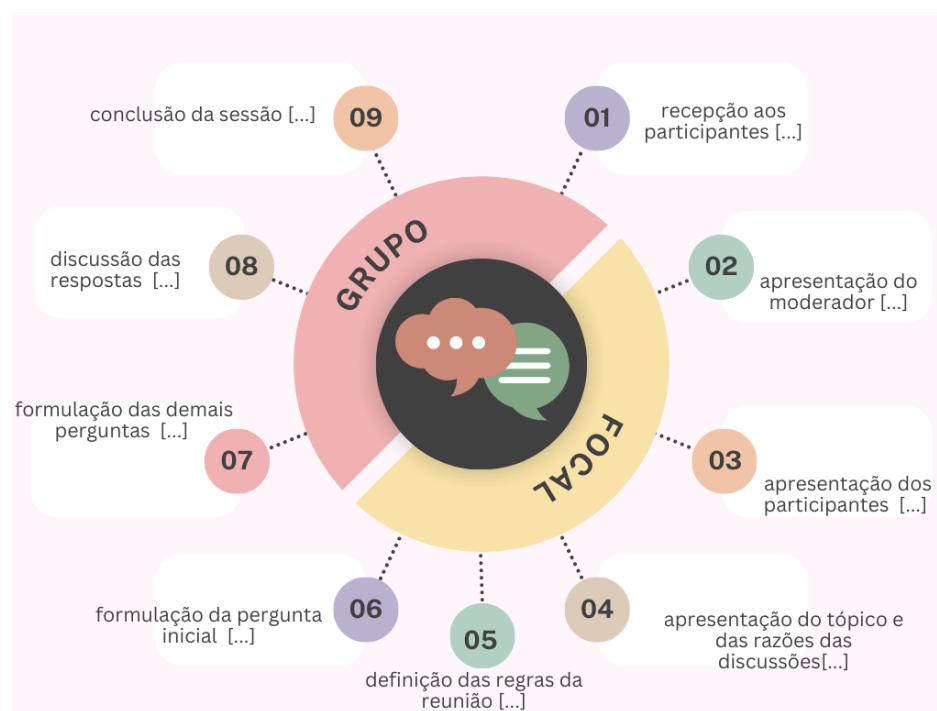 GRUPO
FOCAL
01
recepção aos
participantes [...]
02
apresentação do
moderador [...]
03
apresentação dos
participantes [...]
04
apresentação do tópico e
das razões das
discussões[...]
05
definição das regras da
reunião [...]
06
formulação da pergunta
inicial [...]
07
formulação das demais
perguntas [...]
08
discussão das
respostas [...]
09
conclusão da sessão [...]